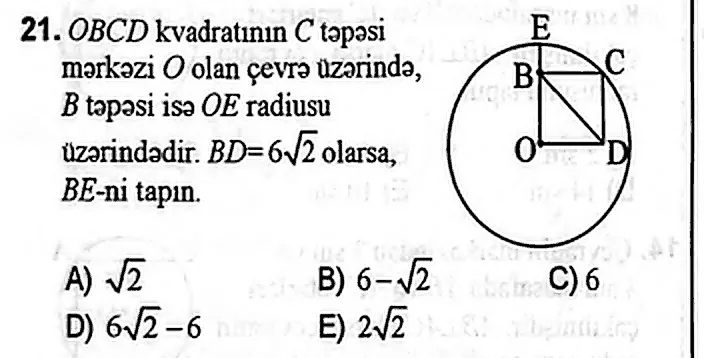 21. OBCD kvadratının C təpəsi
mərkəzi O olan çevrə üzərində,
B təpəsi isə OE radiusu
üzərindədir. BD=6√2 olarsa,
BE-ni tapın.
E
B
C
O
D
A) √2 B) 6−√2 C) 6
D) 6√2−6 E) 2√2